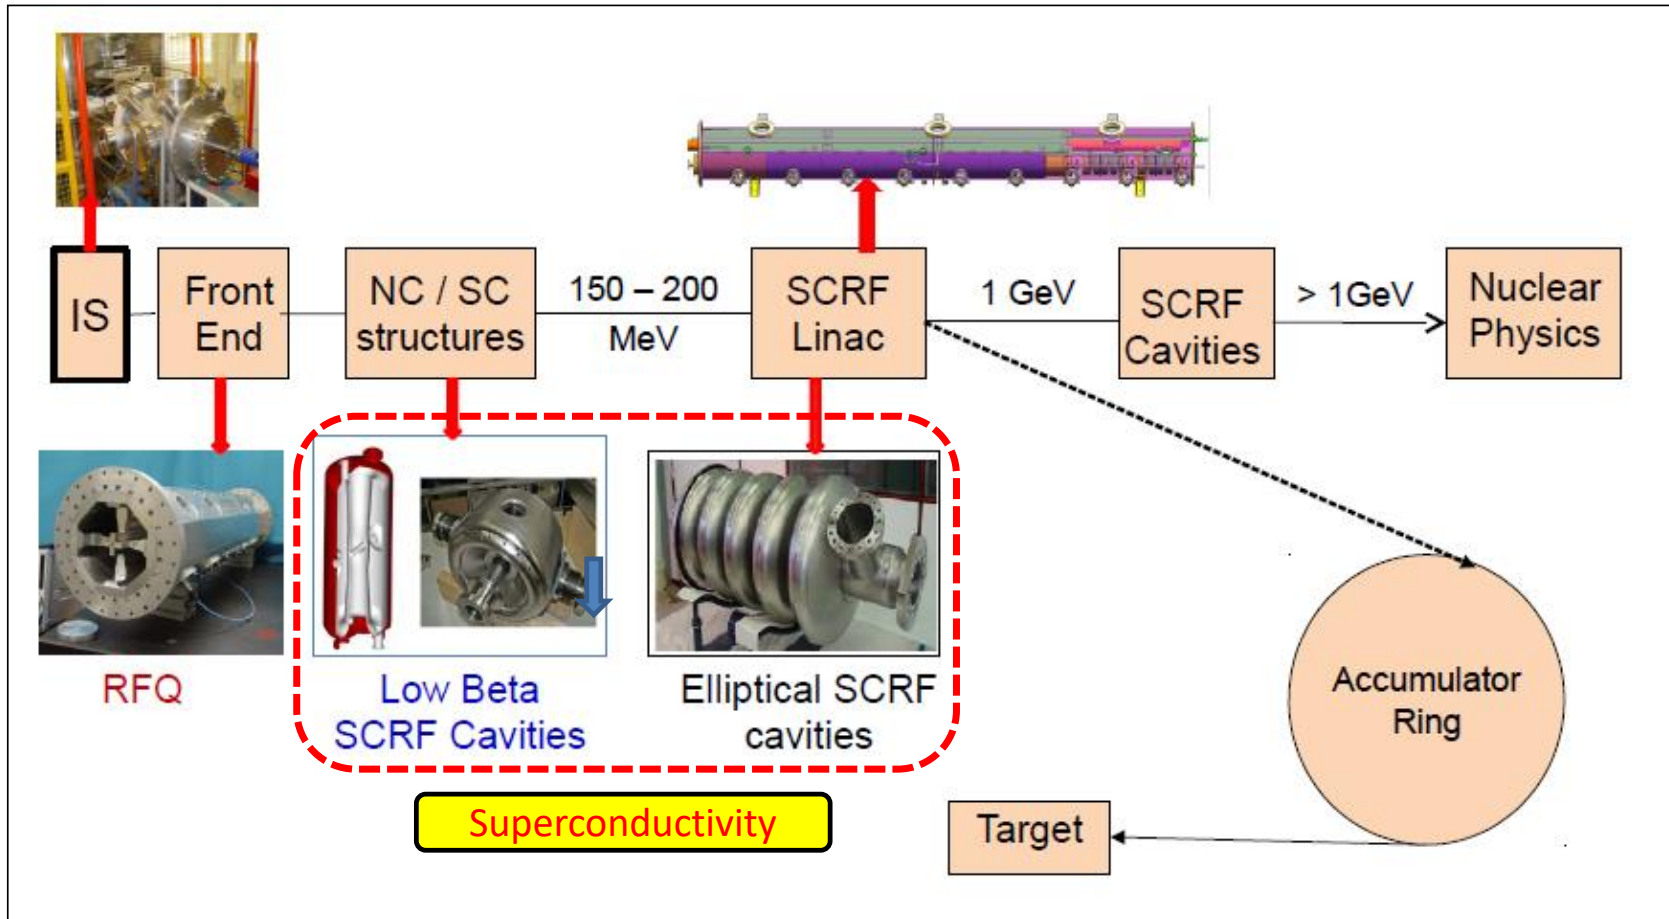 IS
Front
End
NC / SC
structures
150 – 200
MeV
SCRF
Linac
1 GeV
SCRF
Cavities
> 1GeV
Nuclear
Physics
RFQ
Low Beta
SCRF Cavities
Elliptical SCRF
cavities
Superconductivity
Accumulator
Ring
Target